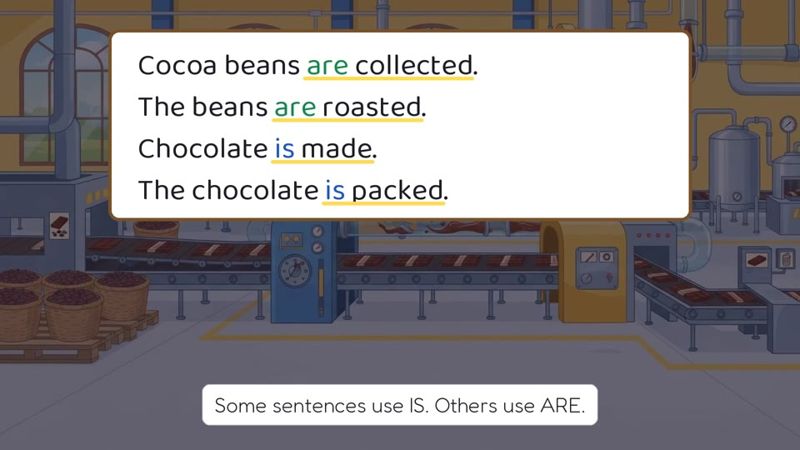 Cocoa beans are collected.
The beans are roasted.
Chocolate is made.
The chocolate is packed.
Some sentences use IS. Others use ARE.